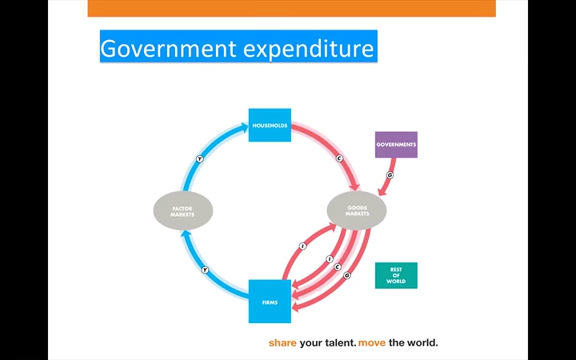 Government expenditure
HOUSEHOLDS
GOVERNMENTS
Y
C
G
FACTOR
MARKETS
GOODS
MARKETS
I
I
C
G
Y
REST
OF
WORLD
FIRMS
share your talent. move the world.